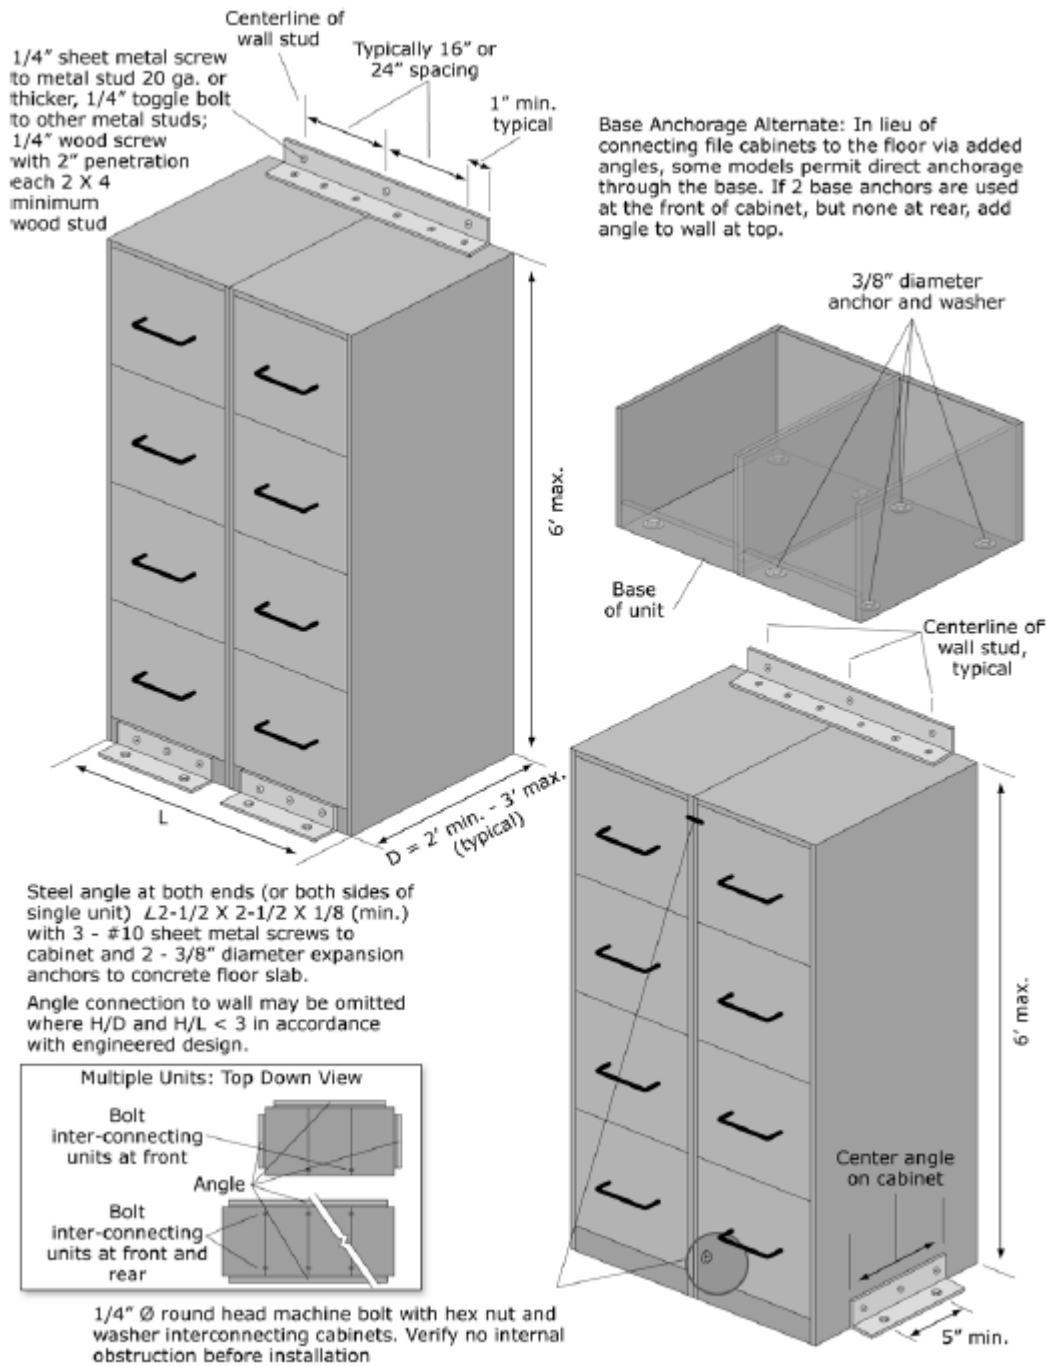 Centerline of
wall stud
Typically 16" or
24" spacing
1/4" sheet metal screw
to metal stud 20 ga. or
thicker, 1/4" toggle bolt
to other metal studs;
1/4" wood screw
with 2" penetration
each 2 X 4
minimum
wood stud
1" min.
typical
Base Anchorage Alternate: In lieu of
connecting file cabinets to the floor via added
angles, some models permit direct anchorage
through the base. If 2 base anchors are used
at the front of cabinet, but none at rear, add
angle to wall at top.
3/8" diameter
anchor and washer
6' max.
Base
of unit
Centerline of
wall stud,
typical
L
D = 2' min. - 3' max.
(typical)
Steel angle at both ends (or both sides of
single unit) ∠2-1/2 X 2-1/2 X 1/8 (min.)
with 3 - #10 sheet metal screws to
cabinet and 2 - 3/8" diameter expansion
anchors to concrete floor slab.
Angle connection to wall may be omitted
where H/D and H/L < 3 in accordance
with engineered design.
Multiple Units: Top Down View
Bolt
inter-connecting
units at front
Angle
Bolt
inter-connecting
units at front and
rear
6' max.
Center angle
on cabinet
5" min.
1/4" Ø round head machine bolt with hex nut and
washer interconnecting cabinets. Verify no internal
obstruction before installation